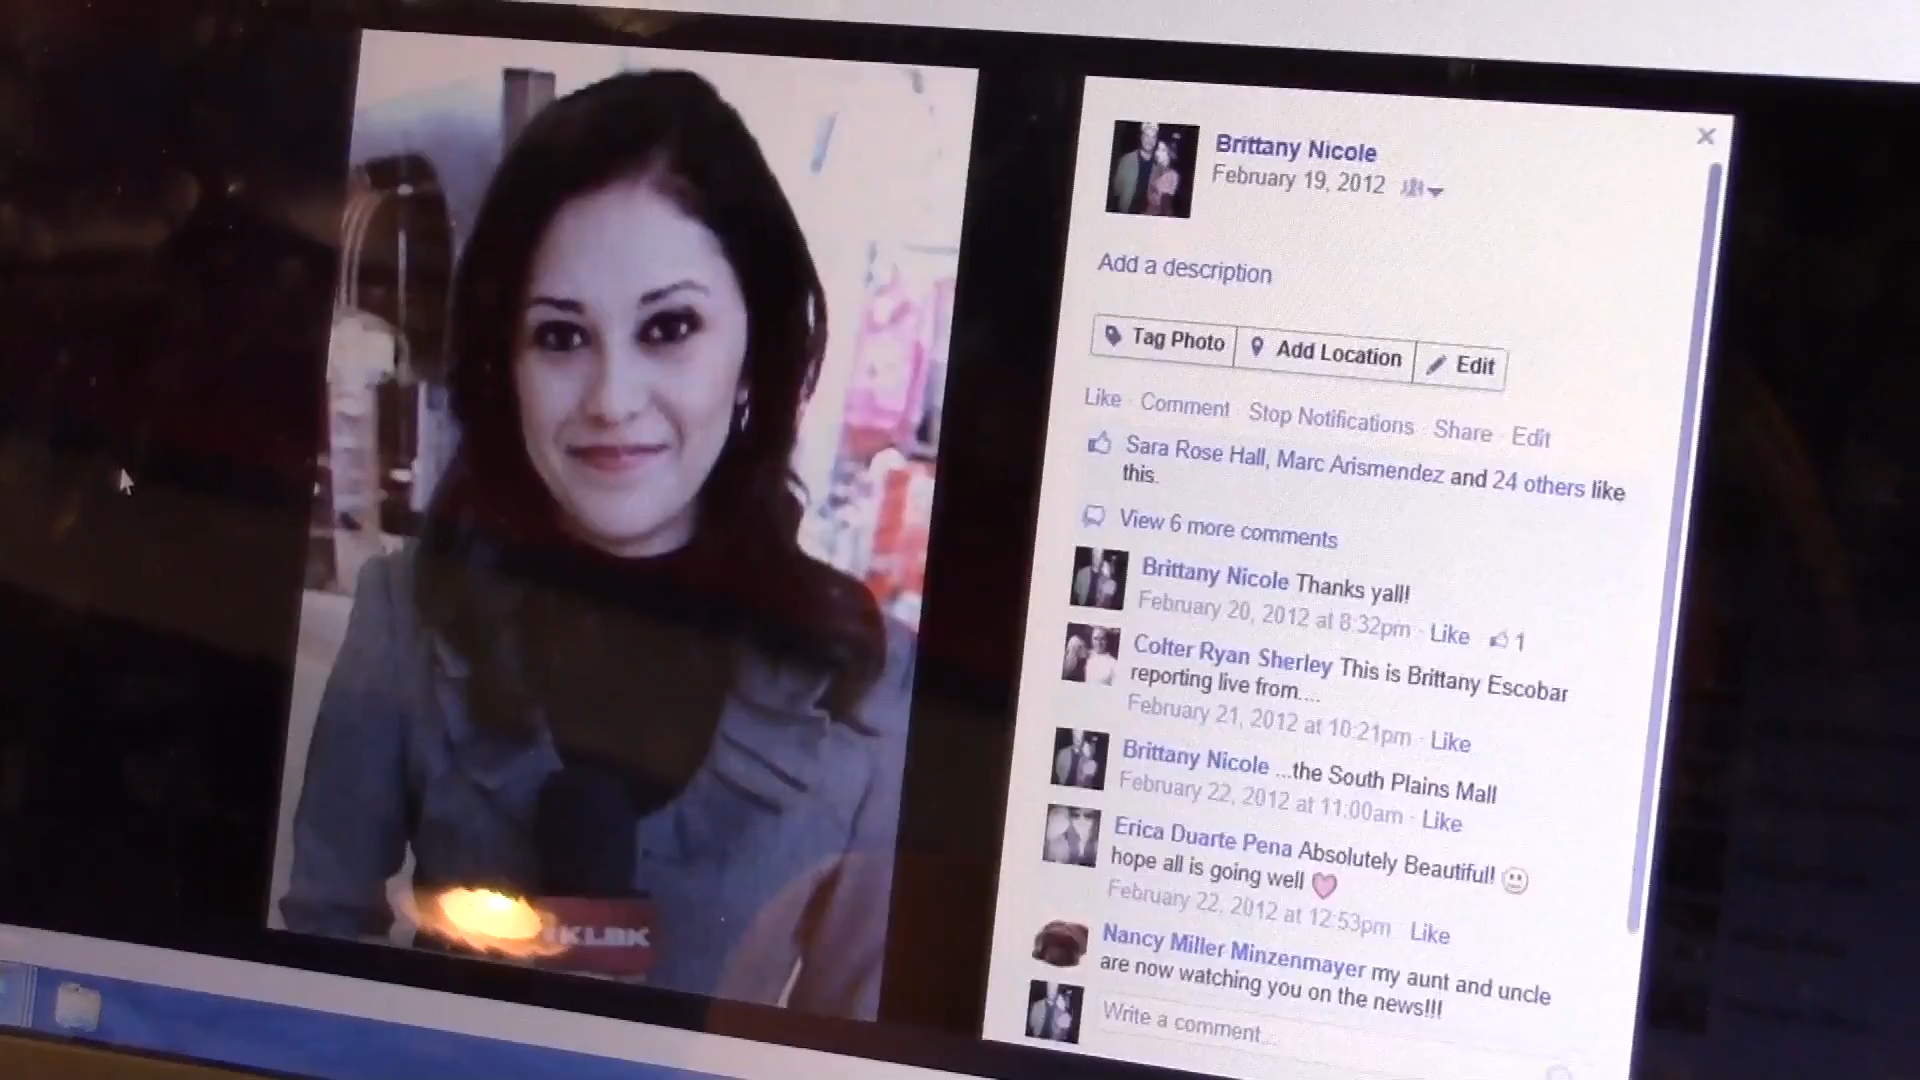 Brittany Nicole
February 19, 2012
Add a description
Tag Photo
Add Location
Edit
Like · Comment · Stop Notifications · Share · Edit
Sara Rose Hall, Marc Arismendez and 24 others like
this.
View 6 more comments
Brittany Nicole Thanks yall!
February 20, 2012 at 8:32pm · Like 1
Colter Ryan Sherley This is Brittany Escobar
reporting live from....
February 21, 2012 at 10:21pm · Like
Brittany Nicole ...the South Plains Mall
February 22, 2012 at 11:00am · Like
Erica Duarte Pena Absolutely Beautiful!
hope all is going well
February 22, 2012 at 12:53pm · Like
Nancy Miller Minzenmayer my aunt and uncle
are now watching you on the news!!!
Write a comment...
KLBK